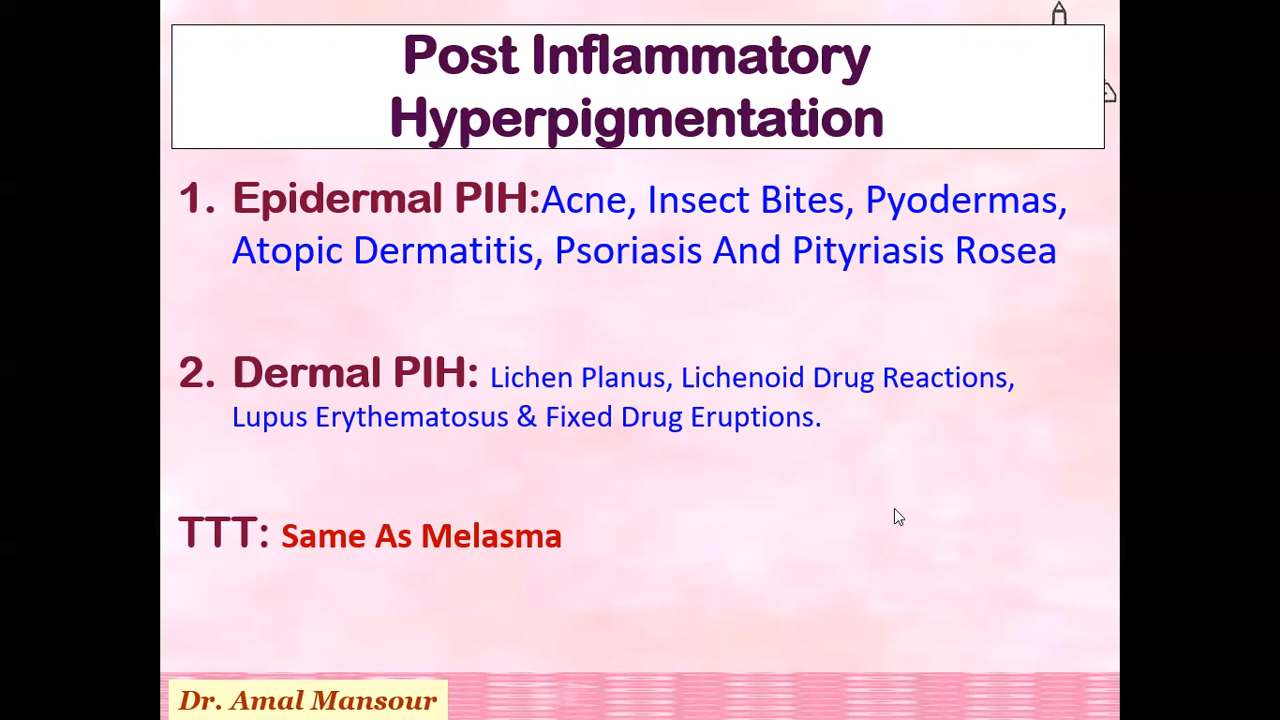 Post Inflammatory
Hyperpigmentation
1. Epidermal PIH:Acne, Insect Bites, Pyodermas,
Atopic Dermatitis, Psoriasis And Pityriasis Rosea
2. Dermal PIH: Lichen Planus, Lichenoid Drug Reactions,
Lupus Erythematosus & Fixed Drug Eruptions.
TTT: Same As Melasma
Dr. Amal Mansour